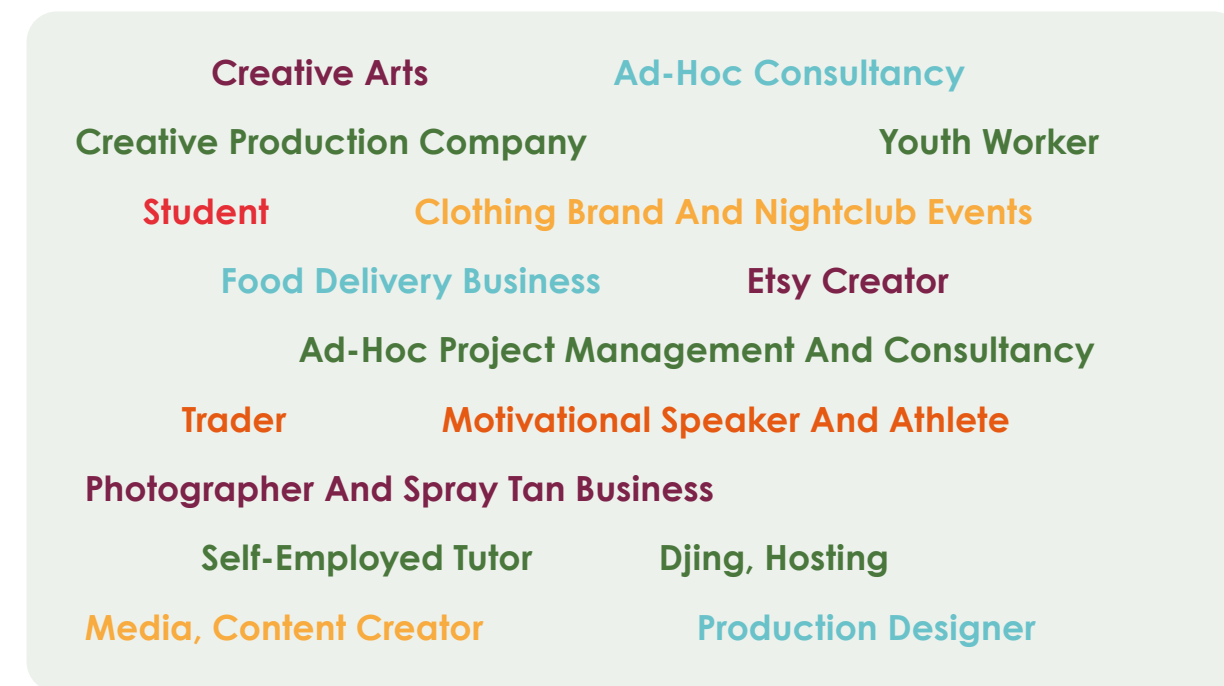 Creative Arts Ad-Hoc Consultancy
Creative Production Company Youth Worker
Student Clothing Brand And Nightclub Events
Food Delivery Business Etsy Creator
Ad-Hoc Project Management And Consultancy
Trader Motivational Speaker And Athlete
Photographer And Spray Tan Business
Self-Employed Tutor Djing, Hosting
Media, Content Creator Production Designer